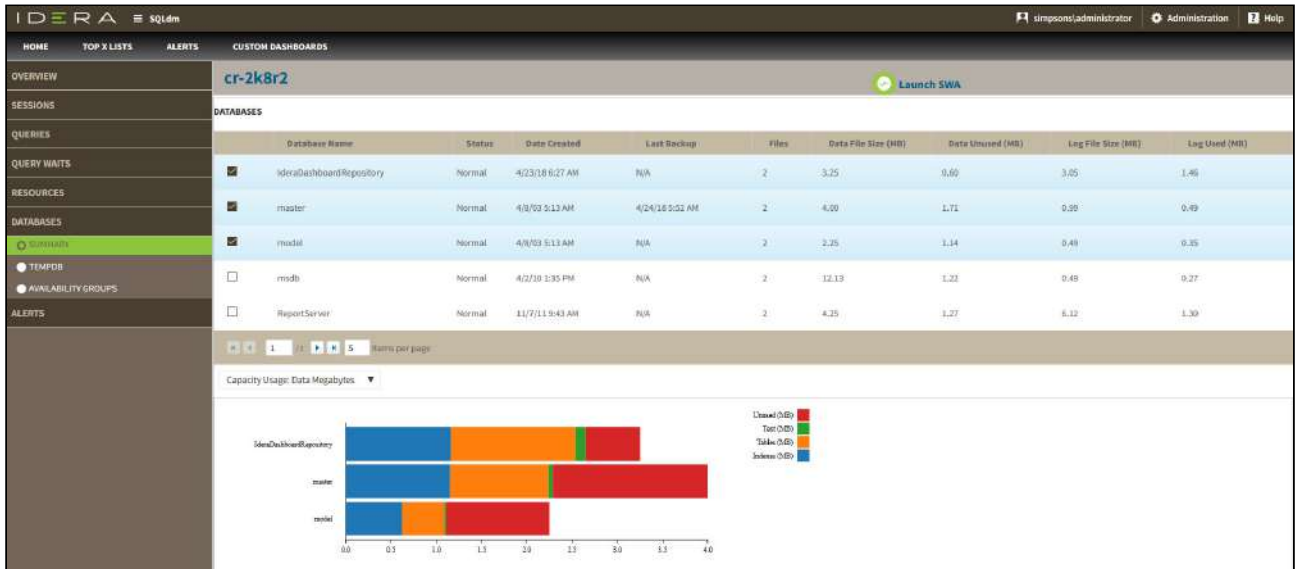 IDERA ≡ SQLdm
simpsons\administrator Administration ? Help
HOME TOP X LISTS ALERTS CUSTOM DASHBOARDS
OVERVIEW
SESSIONS
QUERIES
QUERY WAITS
RESOURCES
DATABASES
SUMMARY
TEMPDB
AVAILABILITY GROUPS
ALERTS
cr-2k8r2
Launch SWA
DATABASES
Database Name Status Date Created Last Backup Files Data File Size (MB) Data Unused (MB) Log File Size (MB) Log Used (MB)
IderaDashboardRepository Normal 4/23/18 6:27 AM N/A 2 3.25 0.60 3.05 1.46
master Normal 4/8/03 5:13 AM 4/24/18 5:52 AM 2 4.00 1.71 0.99 0.49
model Normal 4/8/03 5:13 AM N/A 2 2.25 1.14 0.49 0.35
msdb Normal 4/2/10 1:35 PM N/A 2 12.13 1.22 0.49 0.27
ReportServer Normal 11/7/11 9:43 AM N/A 2 4.25 1.27 6.12 1.30
1 5 items per page
Capacity Usage: Data Megabytes ▼
Unused (MB)
Text (MB)
Tables (MB)
Indexes (MB)
IderaDashboardRepository
master
model
0.0 0.5 1.0 1.5 2.0 2.5 3.0 3.5 4.0